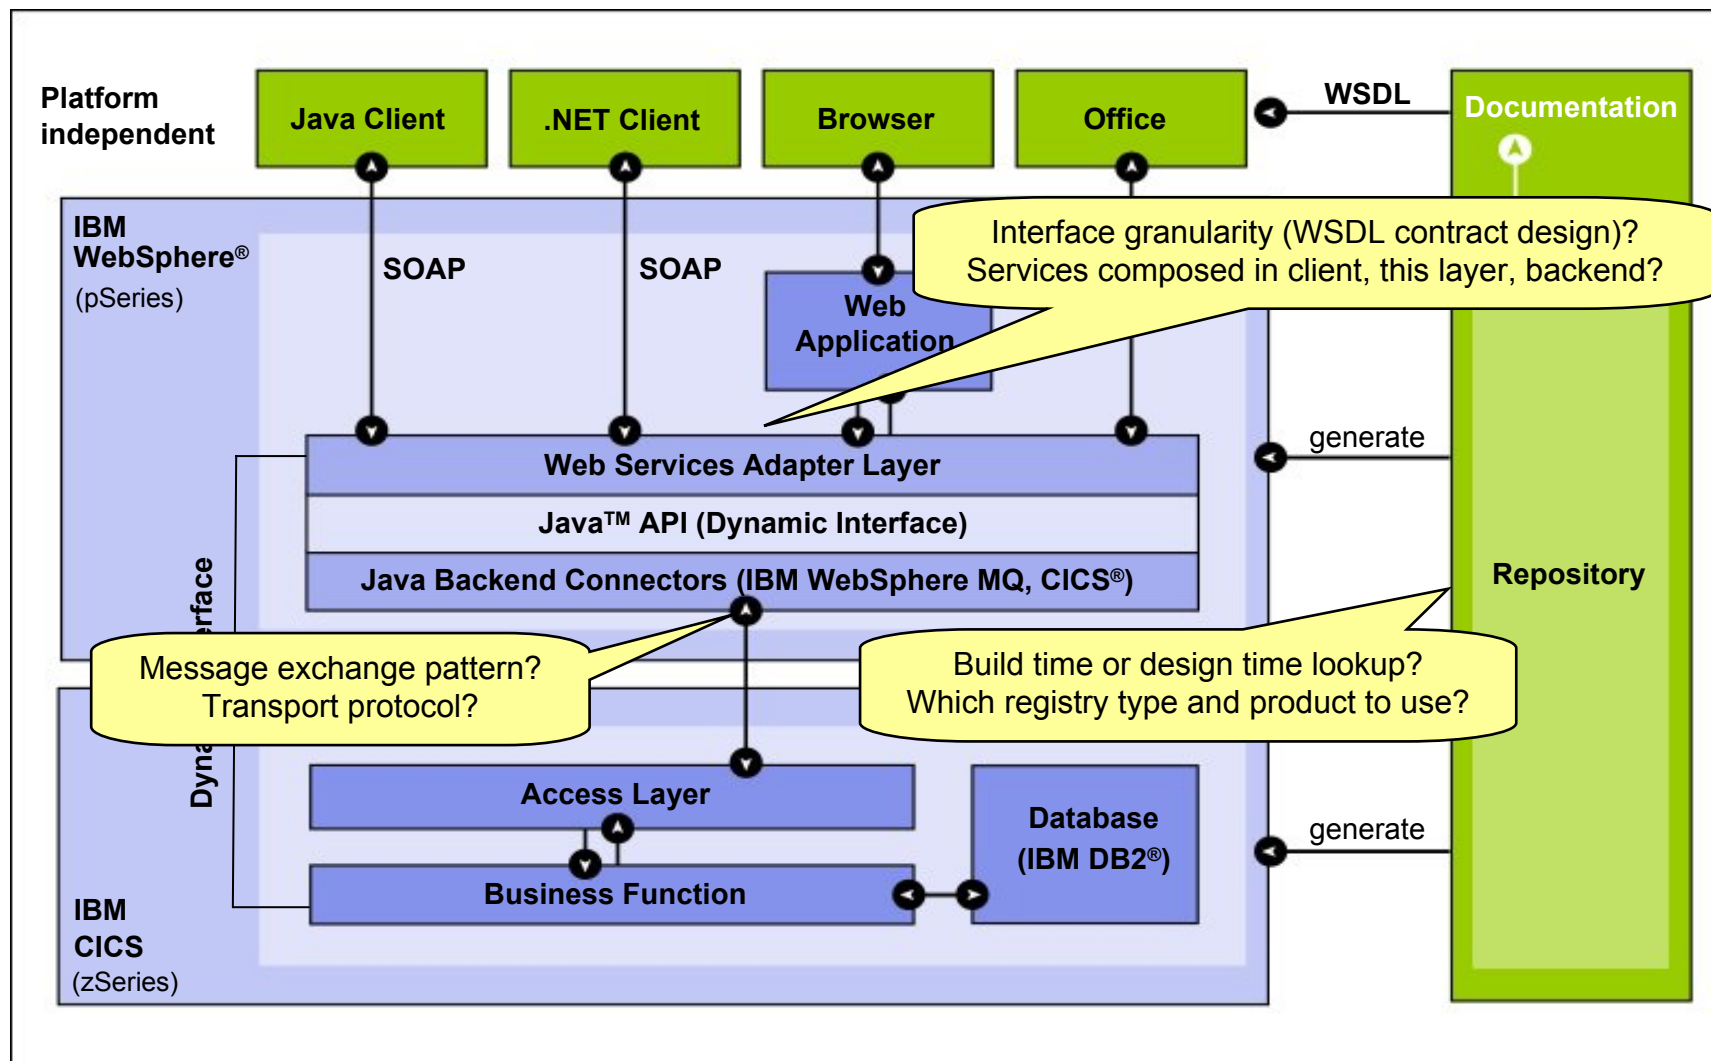 Platform
independent
Java Client
.NET Client
Browser
Office
WSDL
Documentation
IBM
WebSphere®
(pSeries)
SOAP
SOAP
Interface granularity (WSDL contract design)?
Services composed in client, this layer, backend?
Web
Application
Web Services Adapter Layer
generate
Java™ API (Dynamic Interface)
Java Backend Connectors (IBM WebSphere MQ, CICS®)
Repository
Message exchange pattern?
Transport protocol?
Build time or design time lookup?
Which registry type and product to use?
Access Layer
Database
(IBM DB2®)
generate
Business Function
IBM
CICS
(zSeries)